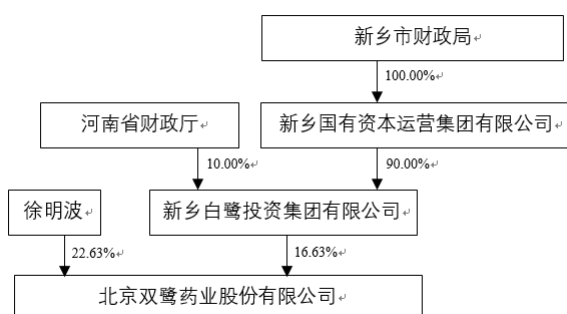 新乡市财政局
100.00%
河南省财政厅
新乡国有资本运营集团有限公司
10.00%
90.00%
徐明波
新乡白鹭投资集团有限公司
22.63%
16.63%
北京双鹭药业股份有限公司